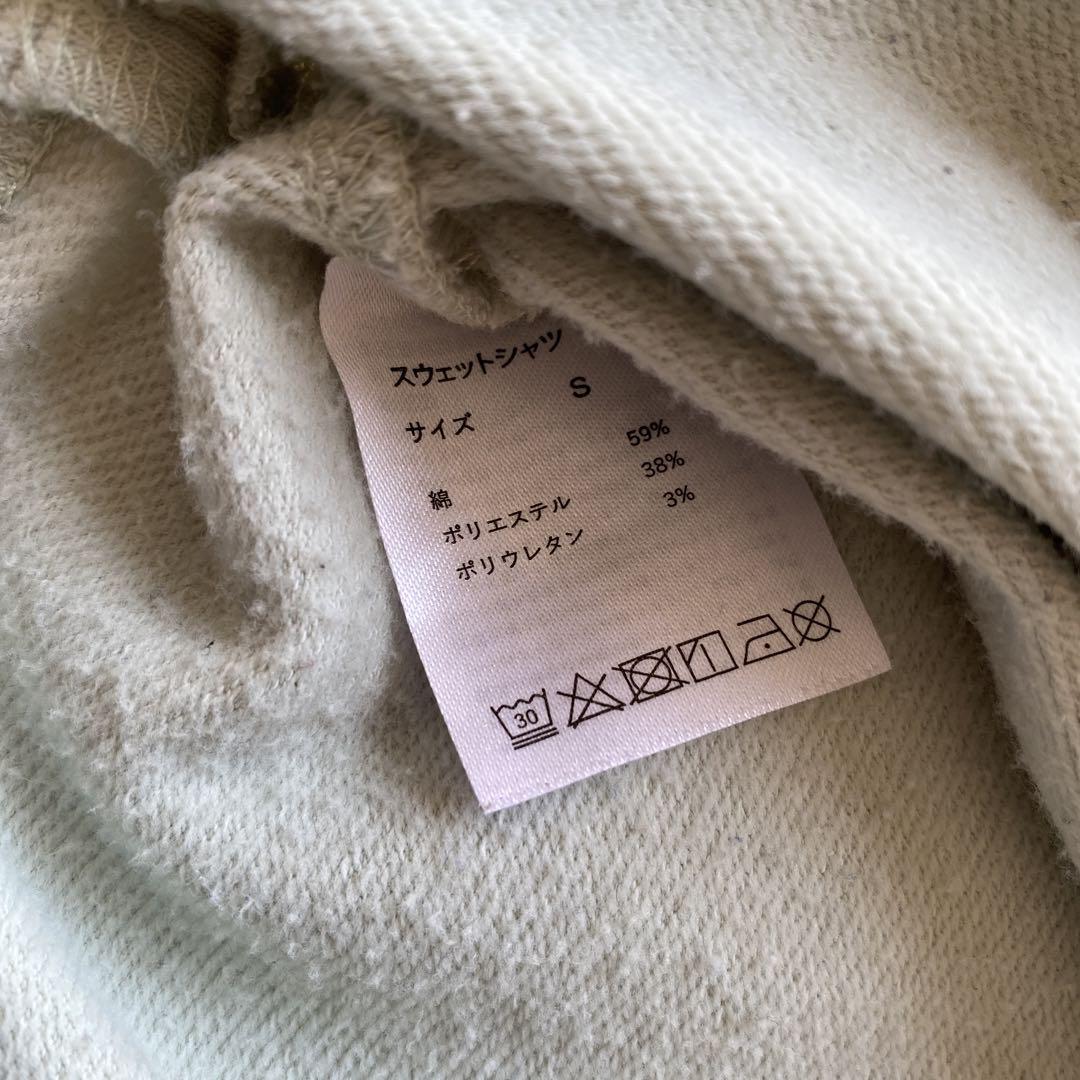 スウェットシャツ
サイズ S
綿 59%
ポリエステル 38%
ポリウレタン 3%
30